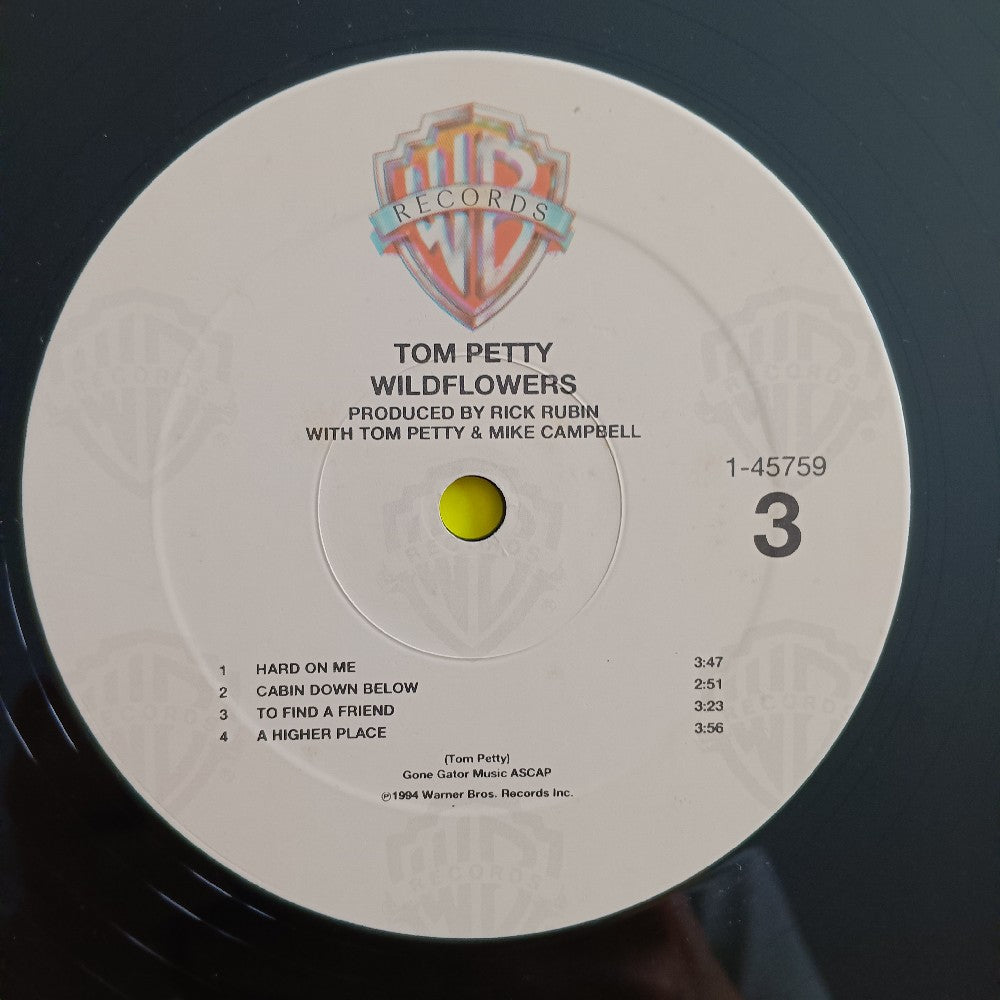 WB
RECORDS
TOM PETTY
WILDFLOWERS
PRODUCED BY RICK RUBIN
WITH TOM PETTY & MIKE CAMPBELL
1-45759
3
1 HARD ON ME 3:47
2 CABIN DOWN BELOW 2:51
3 TO FIND A FRIEND 3:23
4 A HIGHER PLACE 3:56
(Tom Petty)
Gone Gator Music ASCAP
℗1994 Warner Bros. Records Inc.